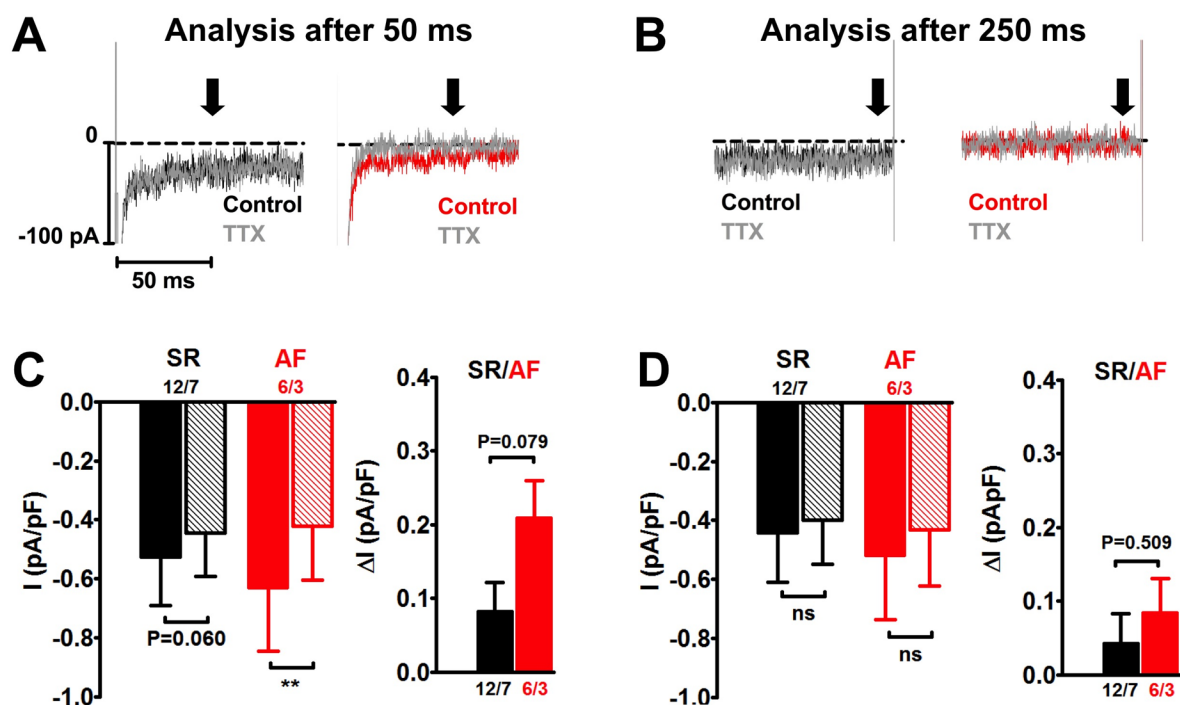 A
Analysis after 50 ms
0
-100 pA
Control
TTX
50 ms
Control
TTX
B
Analysis after 250 ms
Control
TTX
Control
TTX
C
SR
12/7
AF
6/3
0.0
-0.2
-0.4
-0.6
-0.8
-1.0
I (pA/pF)
P=0.060
**
SR/AF
0.4
0.3
0.2
0.1
0.0
ΔI (pA/pF)
P=0.079
12/7 6/3
D
SR
12/7
AF
6/3
0.0
-0.2
-0.4
-0.6
-0.8
-1.0
I (pA/pF)
ns
ns
SR/AF
0.4
0.3
0.2
0.1
0.0
ΔI (pApF)
P=0.509
12/7 6/3